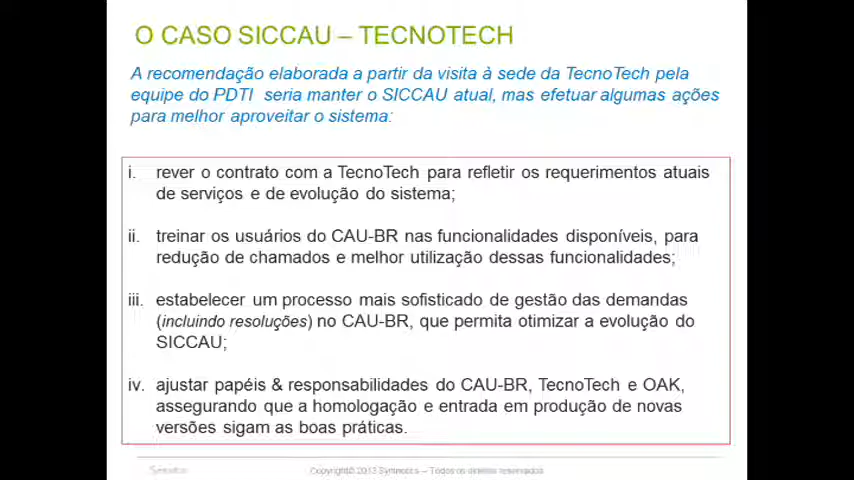 O CASO SICCAU – TECNOTECH
A recomendação elaborada a partir da visita à sede da TecnoTech pela
equipe do PDTI seria manter o SICCAU atual, mas efetuar algumas ações
para melhor aproveitar o sistema:
i. rever o contrato com a TecnoTech para refletir os requerimentos atuais
de serviços e de evolução do sistema;
ii. treinar os usuários do CAU-BR nas funcionalidades disponíveis, para
redução de chamados e melhor utilização dessas funcionalidades;
iii. estabelecer um processo mais sofisticado de gestão das demandas
(incluindo resoluções) no CAU-BR, que permita otimizar a evolução do
SICCAU;
iv. ajustar papéis & responsabilidades do CAU-BR, TecnoTech e OAK,
assegurando que a homologação e entrada em produção de novas
versões sigam as boas práticas.
Copyright© 2013 – Todos os direitos reservados